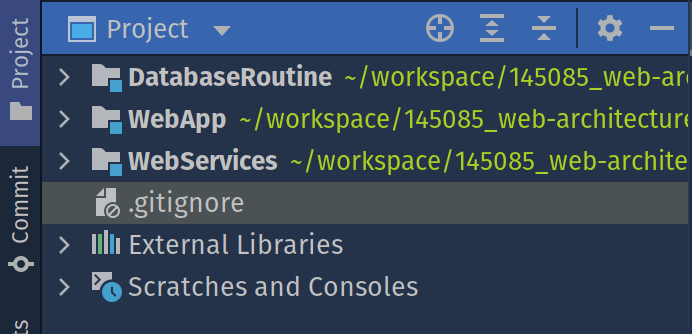 Project
Project
DatabaseRoutine ~/workspace/145085_web-arc
WebApp ~/workspace/145085_web-architecture
WebServices ~/workspace/145085_web-archite
.gitignore
External Libraries
Scratches and Consoles
Commit